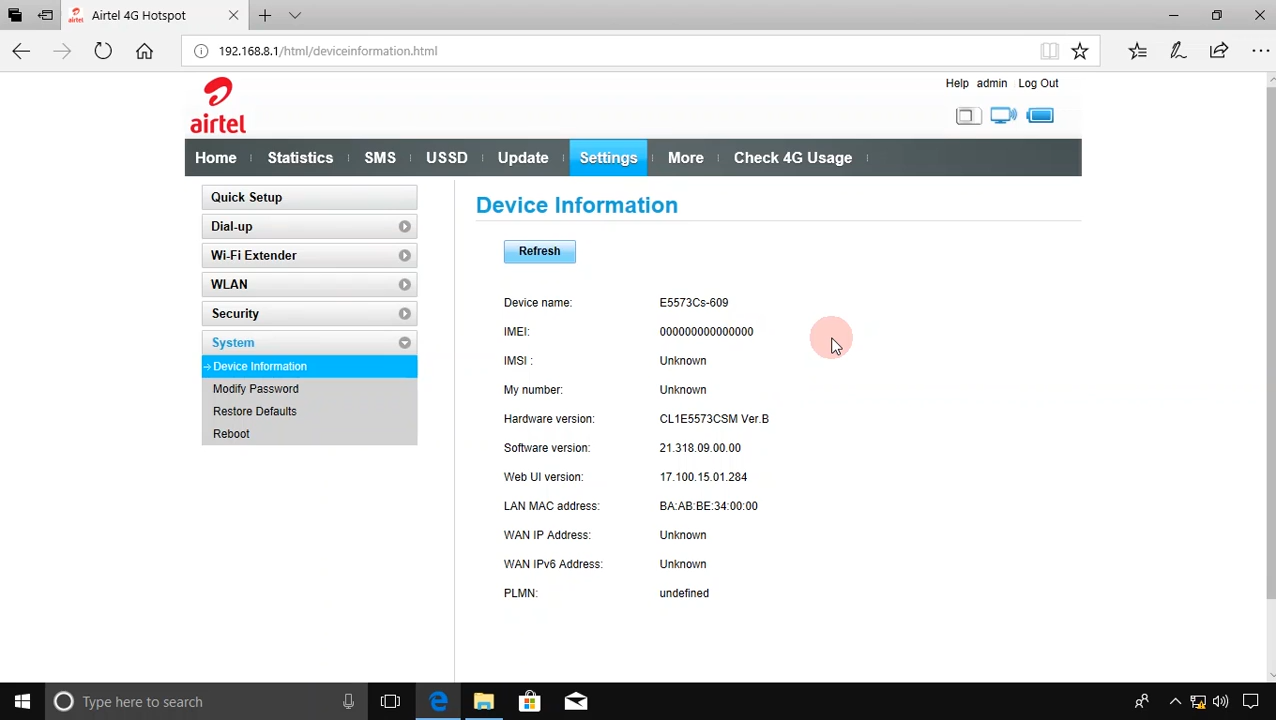 Airtel 4G Hotspot
192.168.8.1/html/deviceinformation.html
Help admin Log Out
airtel
Home Statistics SMS USSD Update Settings More Check 4G Usage
Quick Setup
Dial-up
Wi-Fi Extender
WLAN
Security
System
Device Information
Modify Password
Restore Defaults
Reboot
Device Information
Refresh
Device name: E5573Cs-609
IMEI: 000000000000000
IMSI : Unknown
My number: Unknown
Hardware version: CL1E5573CSM Ver.B
Software version: 21.318.09.00.00
Web UI version: 17.100.15.01.284
LAN MAC address: BA:AB:BE:34:00:00
WAN IP Address: Unknown
WAN IPv6 Address: Unknown
PLMN: undefined
Type here to search